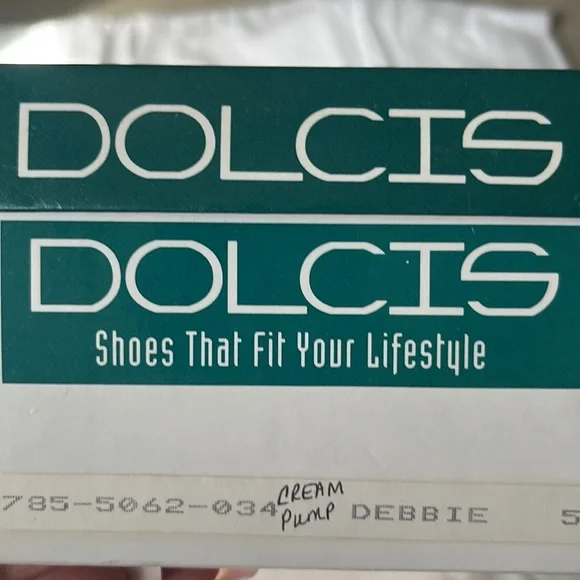 DOLCIS
DOLCIS
Shoes That Fit Your Lifestyle
CREAM
785-5062-034 PUMP DEBBIE 5